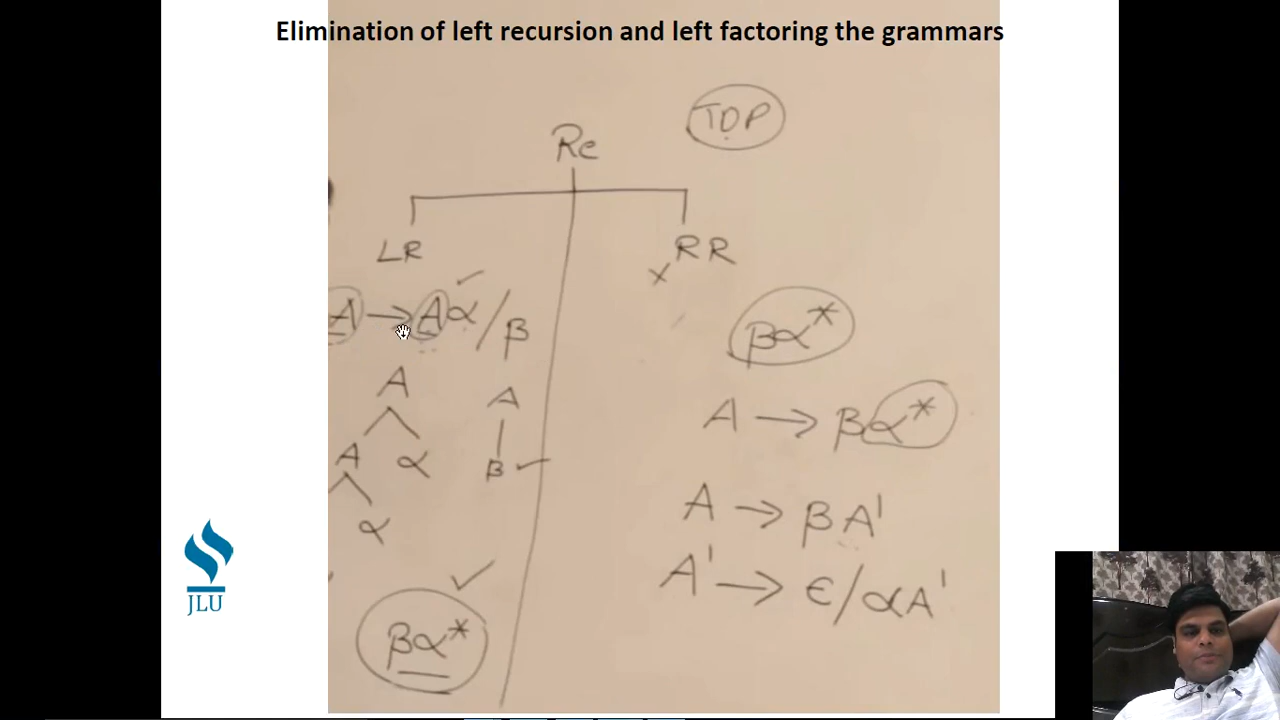 Elimination of left recursion and left factoring the grammars
TOP
Re
LR
RR
x
A → Aα / β
A
A α
α
A
B
βα*
βα*
A → βα*
A → βA'
A' → ϵ/αA'
JLU